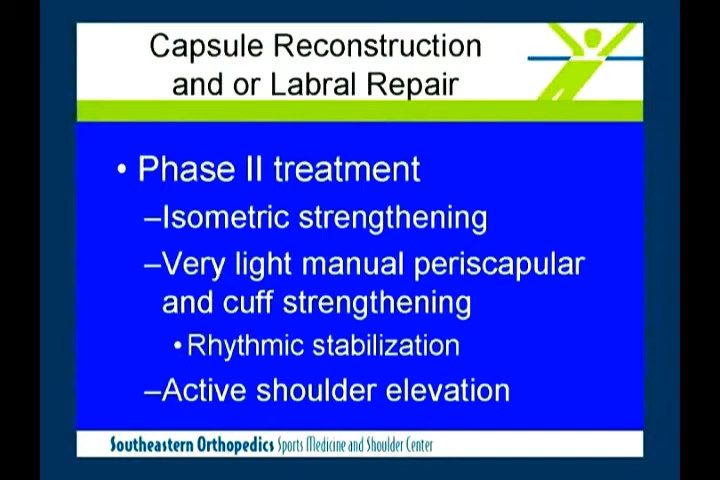 Capsule Reconstruction
and or Labral Repair
• Phase II treatment
–Isometric strengthening
–Very light manual periscapular
and cuff strengthening
• Rhythmic stabilization
–Active shoulder elevation
Southeastern Orthopedics Sports Medicine and Shoulder Center